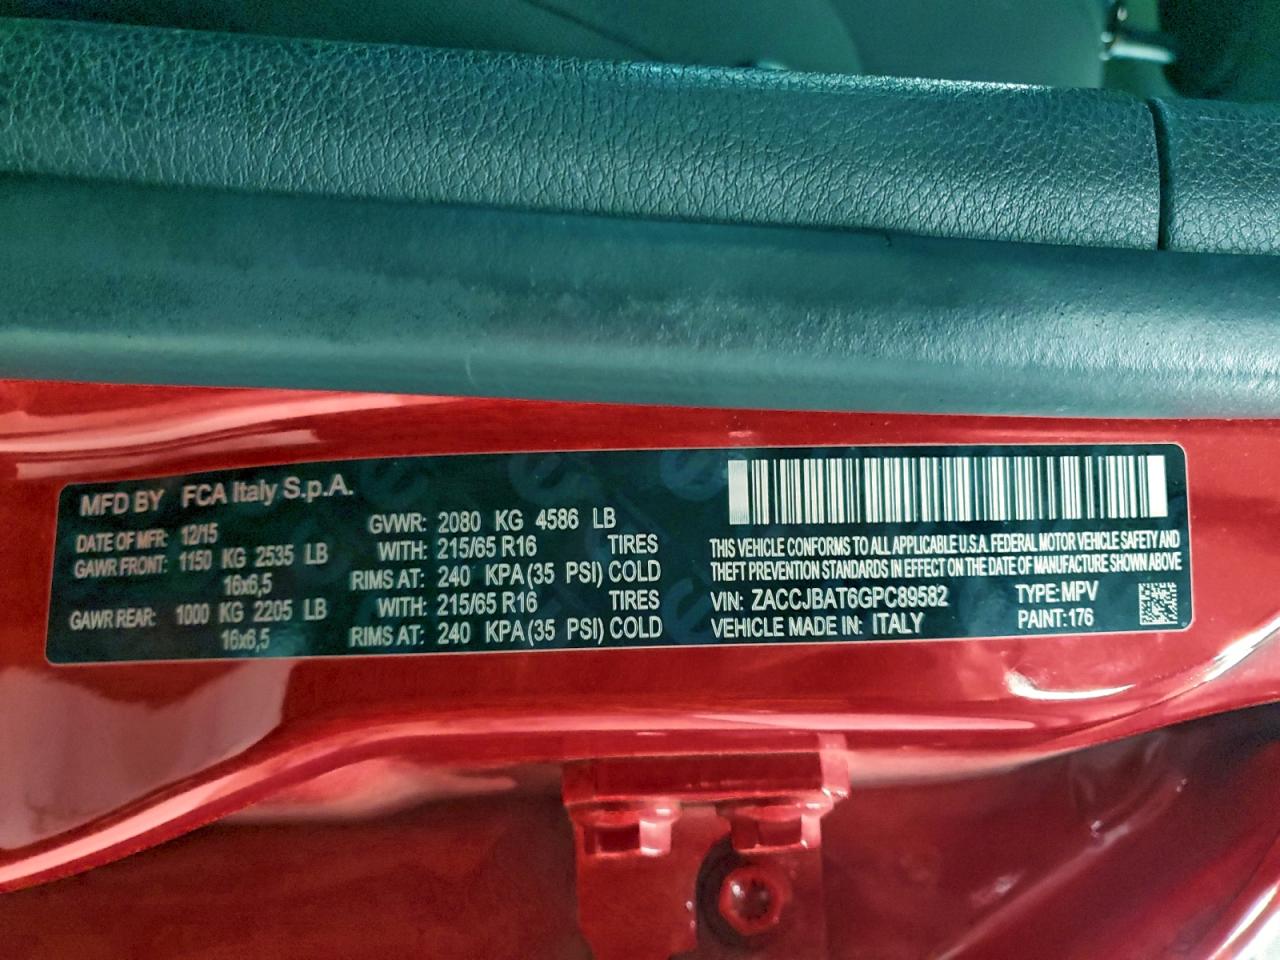 MFD BY FCA Italy S.p.A.
DATE OF MFR: 12/15 GVWR: 2080 KG 4586 LB
GAWR FRONT: 1150 KG 2535 LB WITH: 215/65 R16 TIRES
16x6,5 RIMS AT: 240 KPA(35 PSI) COLD
GAWR REAR: 1000 KG 2205 LB WITH: 215/65 R16 TIRES
16x6,5 RIMS AT: 240 KPA(35 PSI) COLD
THIS VEHICLE CONFORMS TO ALL APPLICABLE U.S.A. FEDERAL MOTOR VEHICLE SAFETY AND
THEFT PREVENTION STANDARDS IN EFFECT ON THE DATE OF MANUFACTURE SHOWN ABOVE
VIN: ZACCJBAT6GPC89582 TYPE: MPV
VEHICLE MADE IN: ITALY PAINT: 176